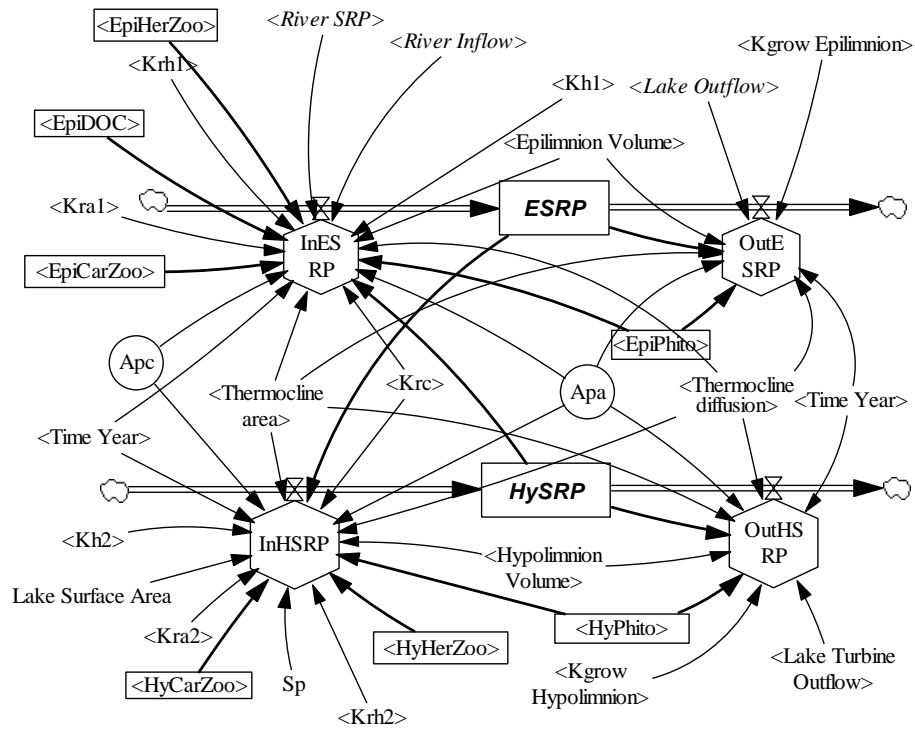 <EpiHerZoo>
<River SRP>
<River Inflow>
<Kgrow Epilimnion>
<Krh1>
<Kh1>
<Lake Outflow>
<EpiDOC>
<Epilimnion Volume>
<Kra1>
ESRP
InES
RP
OutE
SRP
<EpiCarZoo>
<EpiPhito>
Apc
<Thermocline
area>
<Krc>
Apa
<Thermocline
diffusion>
<Time Year>
<Time Year>
HySRP
<Kh2>
InHSRP
OutHS
RP
<Hypolimnion
Volume>
Lake Surface Area
<Kra2>
<HyPhito>
<HyHerZoo>
<HyCarZoo>
Sp
<Kgrow
Hypolimnion>
<Lake Turbine
Outflow>
<Krh2>